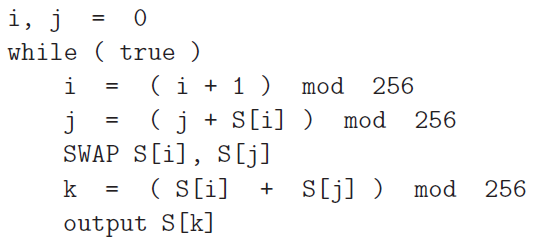 i, j = 0
while ( true )
i = ( i + 1 ) mod 256
j = ( j + S[i] ) mod 256
SWAP S[i], S[j]
k = ( S[i] + S[j] ) mod 256
output S[k]